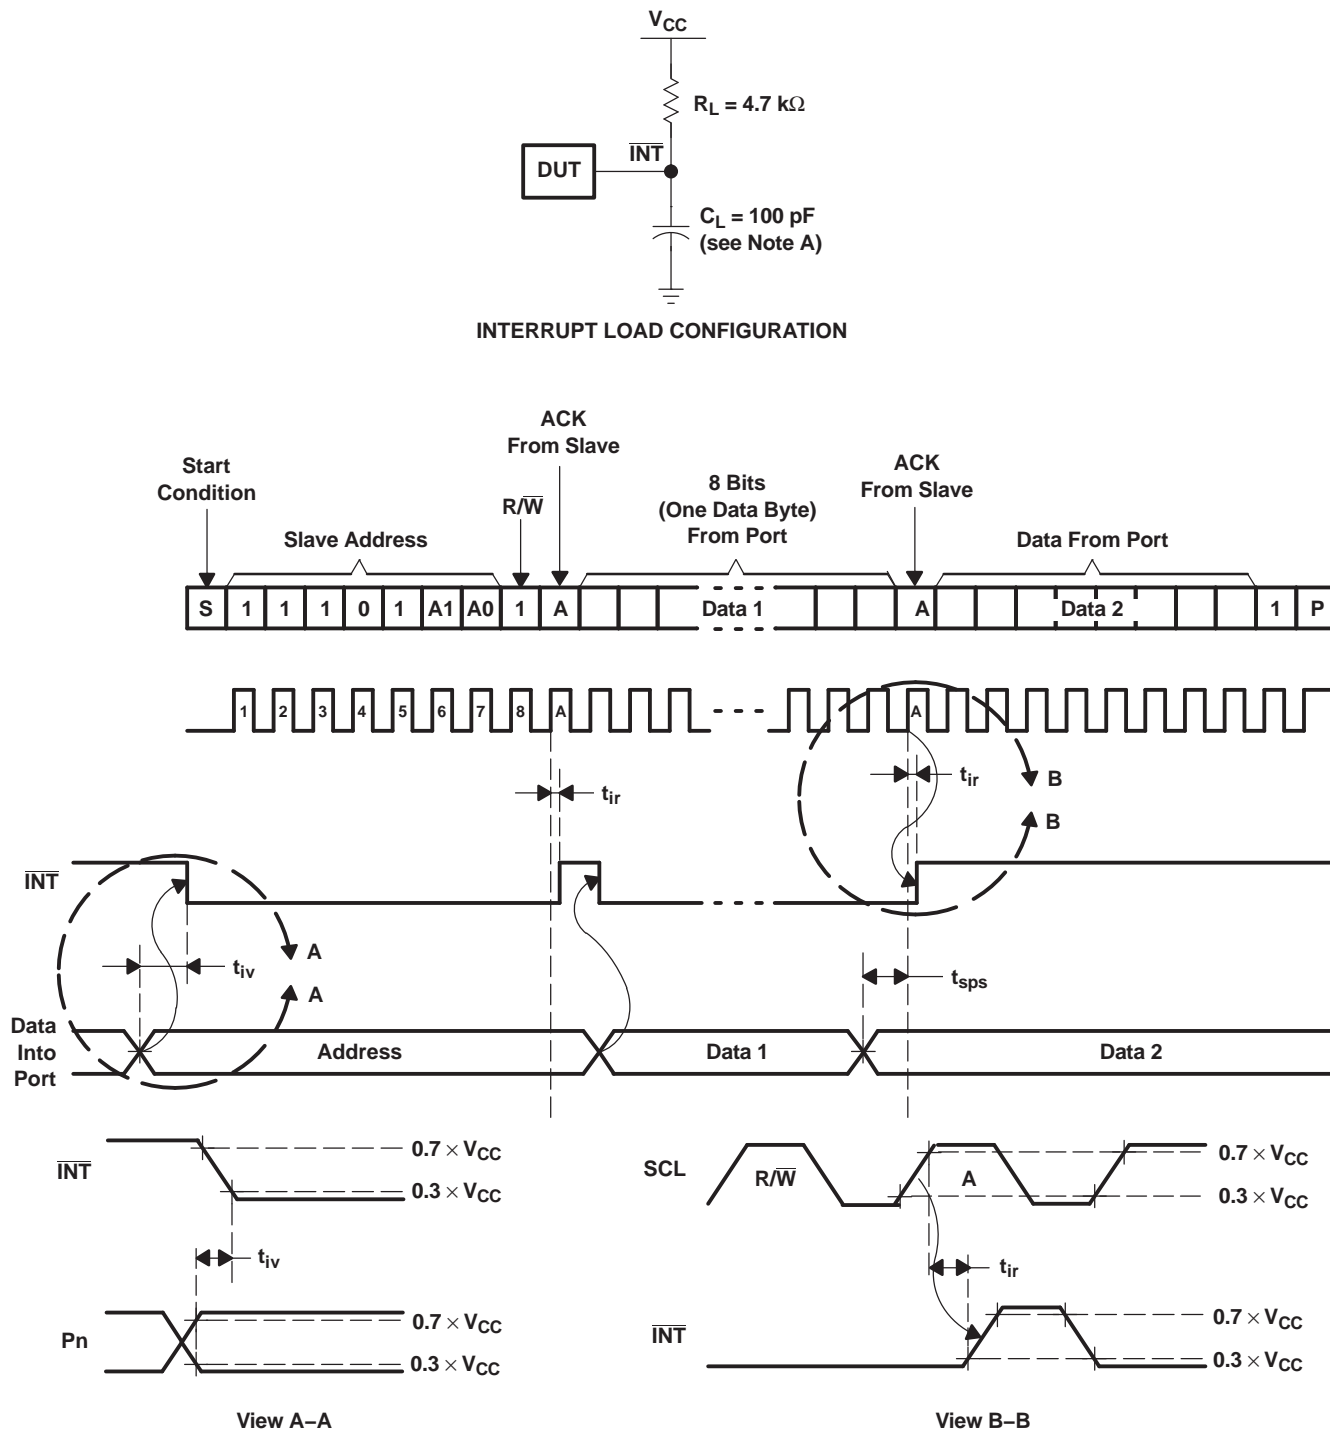 VCC
RL = 4.7 kΩ
INT
DUT
CL = 100 pF
(see Note A)
INTERRUPT LOAD CONFIGURATION
Start
Condition
Slave Address
R/W
ACK
From Slave
8 Bits
(One Data Byte)
From Port
ACK
From Slave
Data From Port
S 1 1 1 0 1 A1 A0 1 A Data 1 A Data 2 1 P
1 2 3 4 5 6 7 8 A A
tir
tir
B
B
INT
A
tiv
A
tsps
Data
Into
Port
Address
Data 1
Data 2
INT
0.7 × VCC
0.3 × VCC
tiv
Pn
0.7 × VCC
0.3 × VCC
View A–A
SCL
R/W
A
0.7 × VCC
0.3 × VCC
tir
INT
0.7 × VCC
0.3 × VCC
View B–B